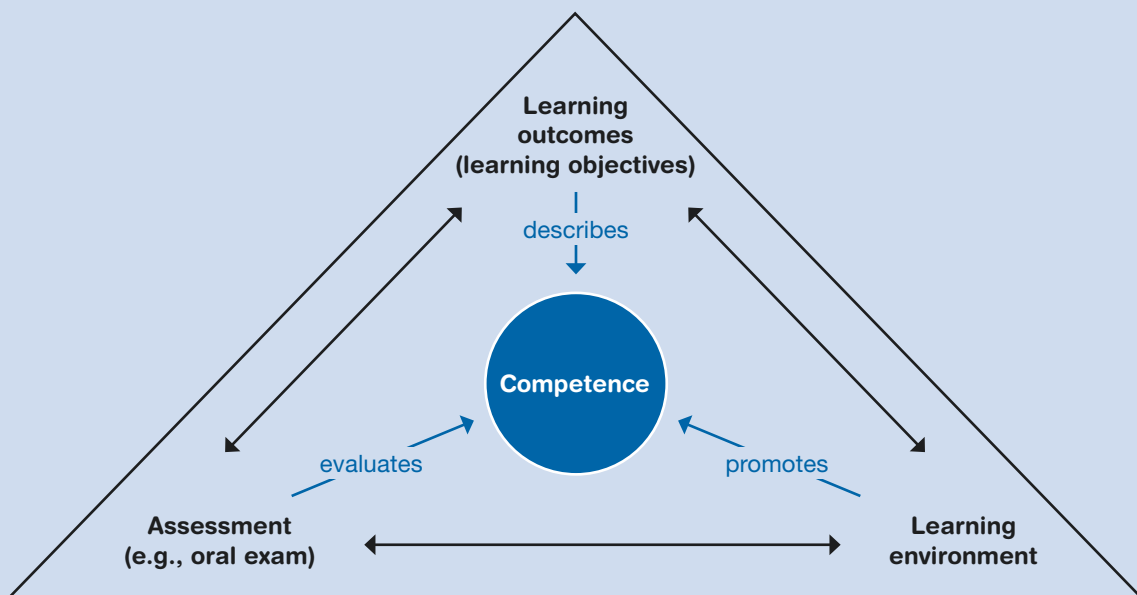 Learning
outcomes
(learning objectives)
describes
Competence
evaluates
promotes
Assessment
(e.g., oral exam)
Learning
environment